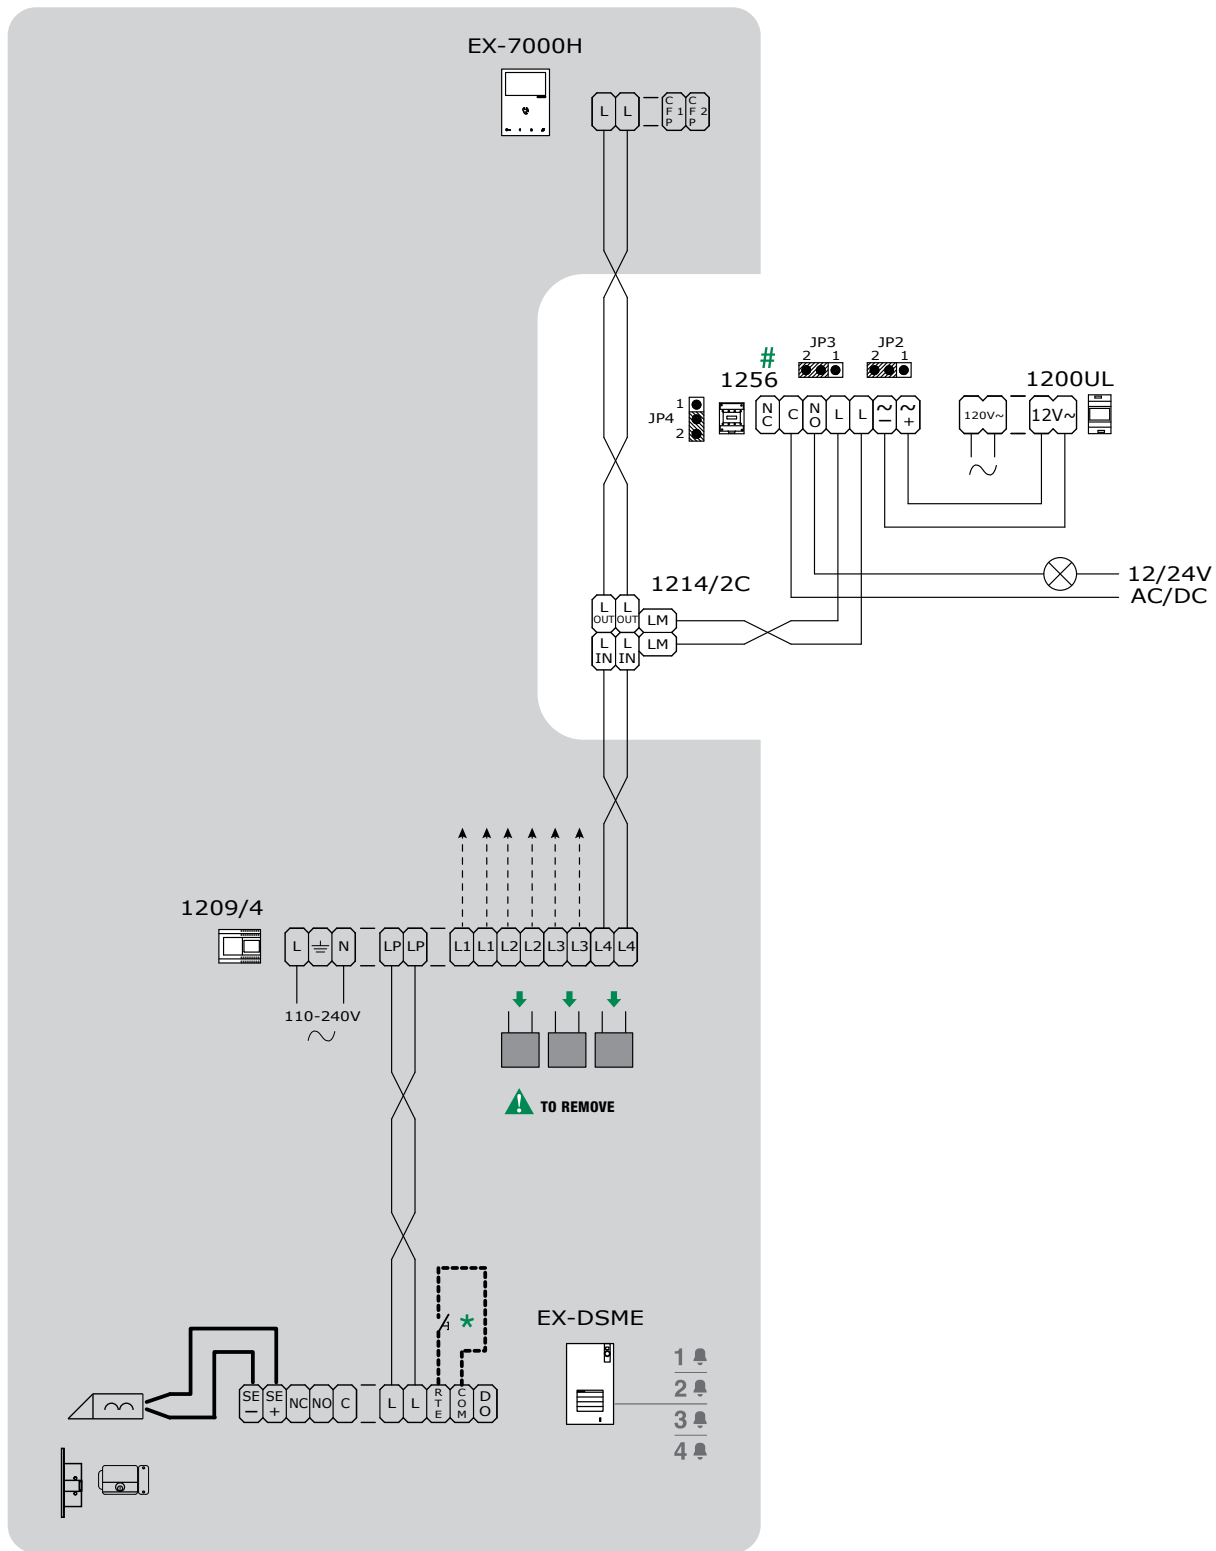 EX-7000H
L L CFP1 CFP2
JP3
2 1
JP2
2 1
#
1256
1200UL
JP4
1
2
NC C NO L L ~− ~+
120V~ 12V~
12/24V
AC/DC
1214/2C
L OUT L OUT LM
L IN L IN LM
1209/4
L N LP LP L1 L1 L2 L2 L3 L3 L4 L4
110-240V
TO REMOVE
*
EX-DSME
SE − SE + NC NO C L L RTE COM DO
1
2
3
4